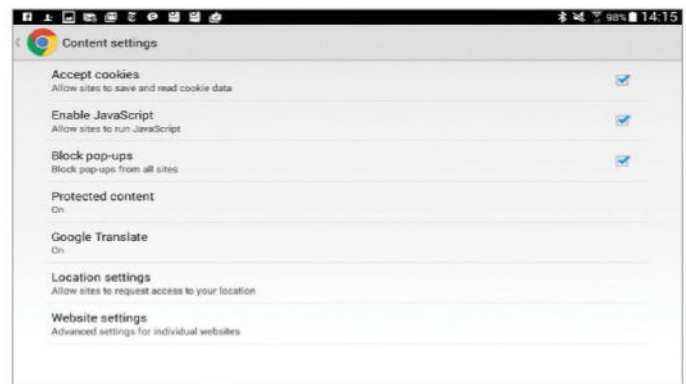 98% 14:15
Content settings
Accept cookies
Allow sites to save and read cookie data
Enable JavaScript
Allow sites to run JavaScript
Block pop-ups
Block pop-ups from all sites
Protected content
On
Google Translate
On
Location settings
Allow sites to request access to your location
Website settings
Advanced settings for individual websites